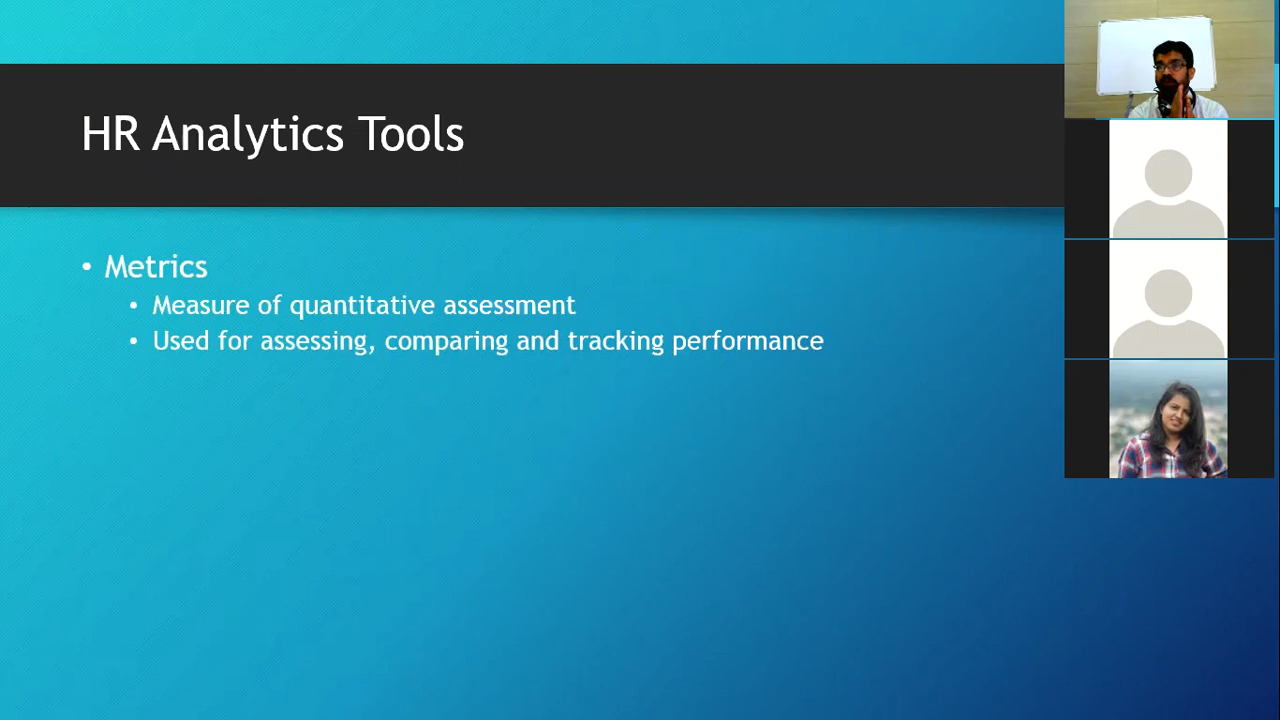 HR Analytics Tools
• Metrics
• Measure of quantitative assessment
• Used for assessing, comparing and tracking performance